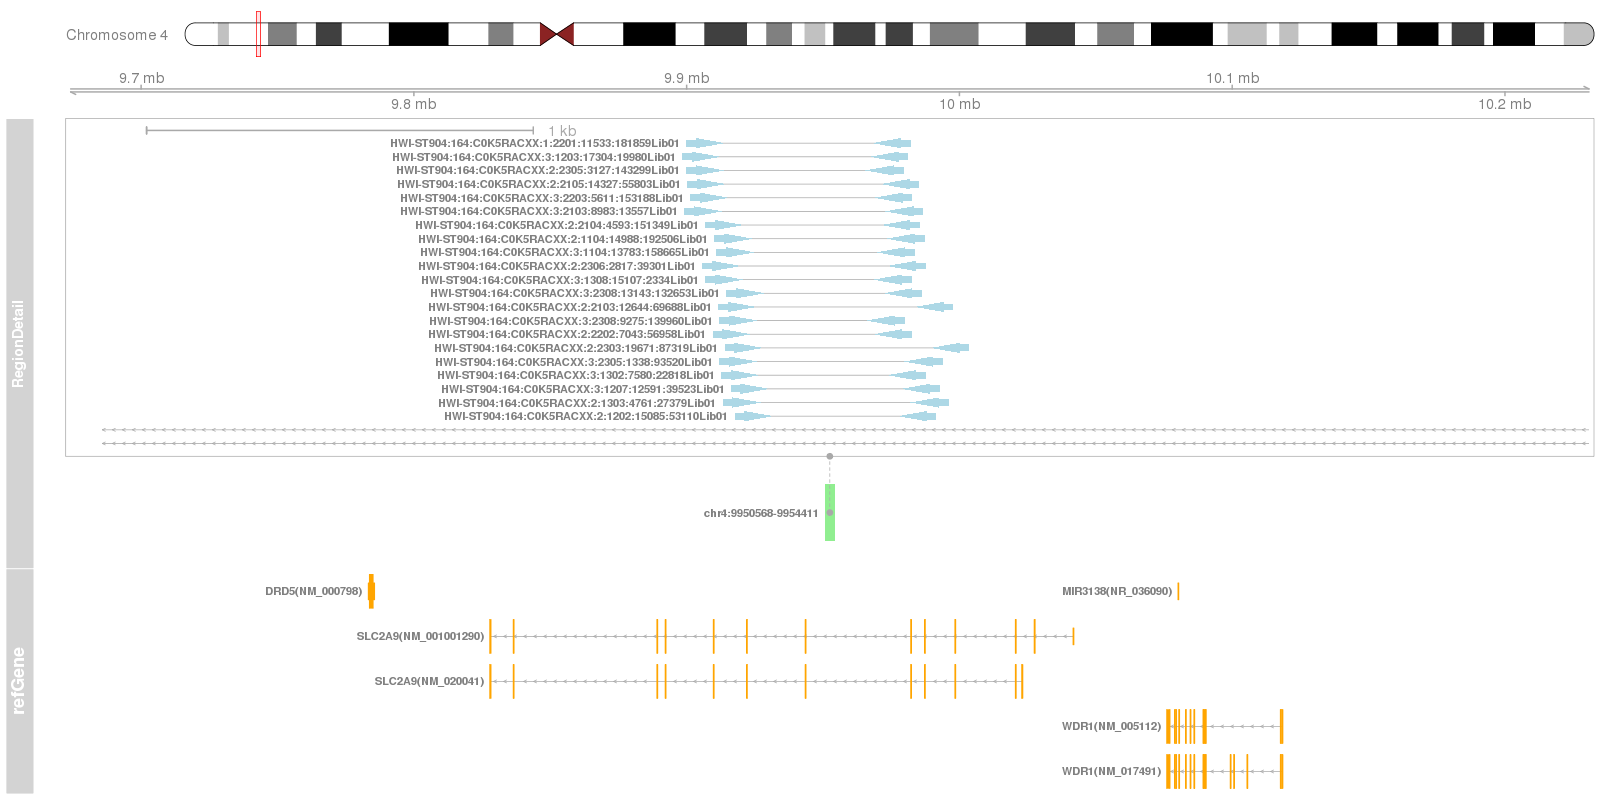 Chromosome 4
9.7 mb
9.9 mb
10.1 mb
9.8 mb
10 mb
10.2 mb
RegionDetail
1 kb
HWI-ST904:164:C0K5RACXX:1:2201:11533:181859Lib01
HWI-ST904:164:C0K5RACXX:3:1203:17304:19980Lib01
HWI-ST904:164:C0K5RACXX:2:2305:3127:143299Lib01
HWI-ST904:164:C0K5RACXX:2:2105:14327:55803Lib01
HWI-ST904:164:C0K5RACXX:3:2203:5611:153188Lib01
HWI-ST904:164:C0K5RACXX:3:2103:8983:13557Lib01
HWI-ST904:164:C0K5RACXX:2:2104:4593:151349Lib01
HWI-ST904:164:C0K5RACXX:2:1104:14988:192506Lib01
HWI-ST904:164:C0K5RACXX:3:1104:13783:158665Lib01
HWI-ST904:164:C0K5RACXX:2:2306:2817:39301Lib01
HWI-ST904:164:C0K5RACXX:3:1308:15107:2334Lib01
HWI-ST904:164:C0K5RACXX:3:2308:13143:132653Lib01
HWI-ST904:164:C0K5RACXX:2:2103:12644:69688Lib01
HWI-ST904:164:C0K5RACXX:3:2308:9275:139960Lib01
HWI-ST904:164:C0K5RACXX:2:2202:7043:56958Lib01
HWI-ST904:164:C0K5RACXX:2:2303:19671:87319Lib01
HWI-ST904:164:C0K5RACXX:3:2305:1338:93520Lib01
HWI-ST904:164:C0K5RACXX:3:1302:7580:22818Lib01
HWI-ST904:164:C0K5RACXX:3:1207:12591:39523Lib01
HWI-ST904:164:C0K5RACXX:2:1303:4761:27379Lib01
HWI-ST904:164:C0K5RACXX:2:1202:15085:53110Lib01
chr4:9950568-9954411
refGene
DRD5(NM_000798)
MIR3138(NR_036090)
SLC2A9(NM_001001290)
SLC2A9(NM_020041)
WDR1(NM_005112)
WDR1(NM_017491)